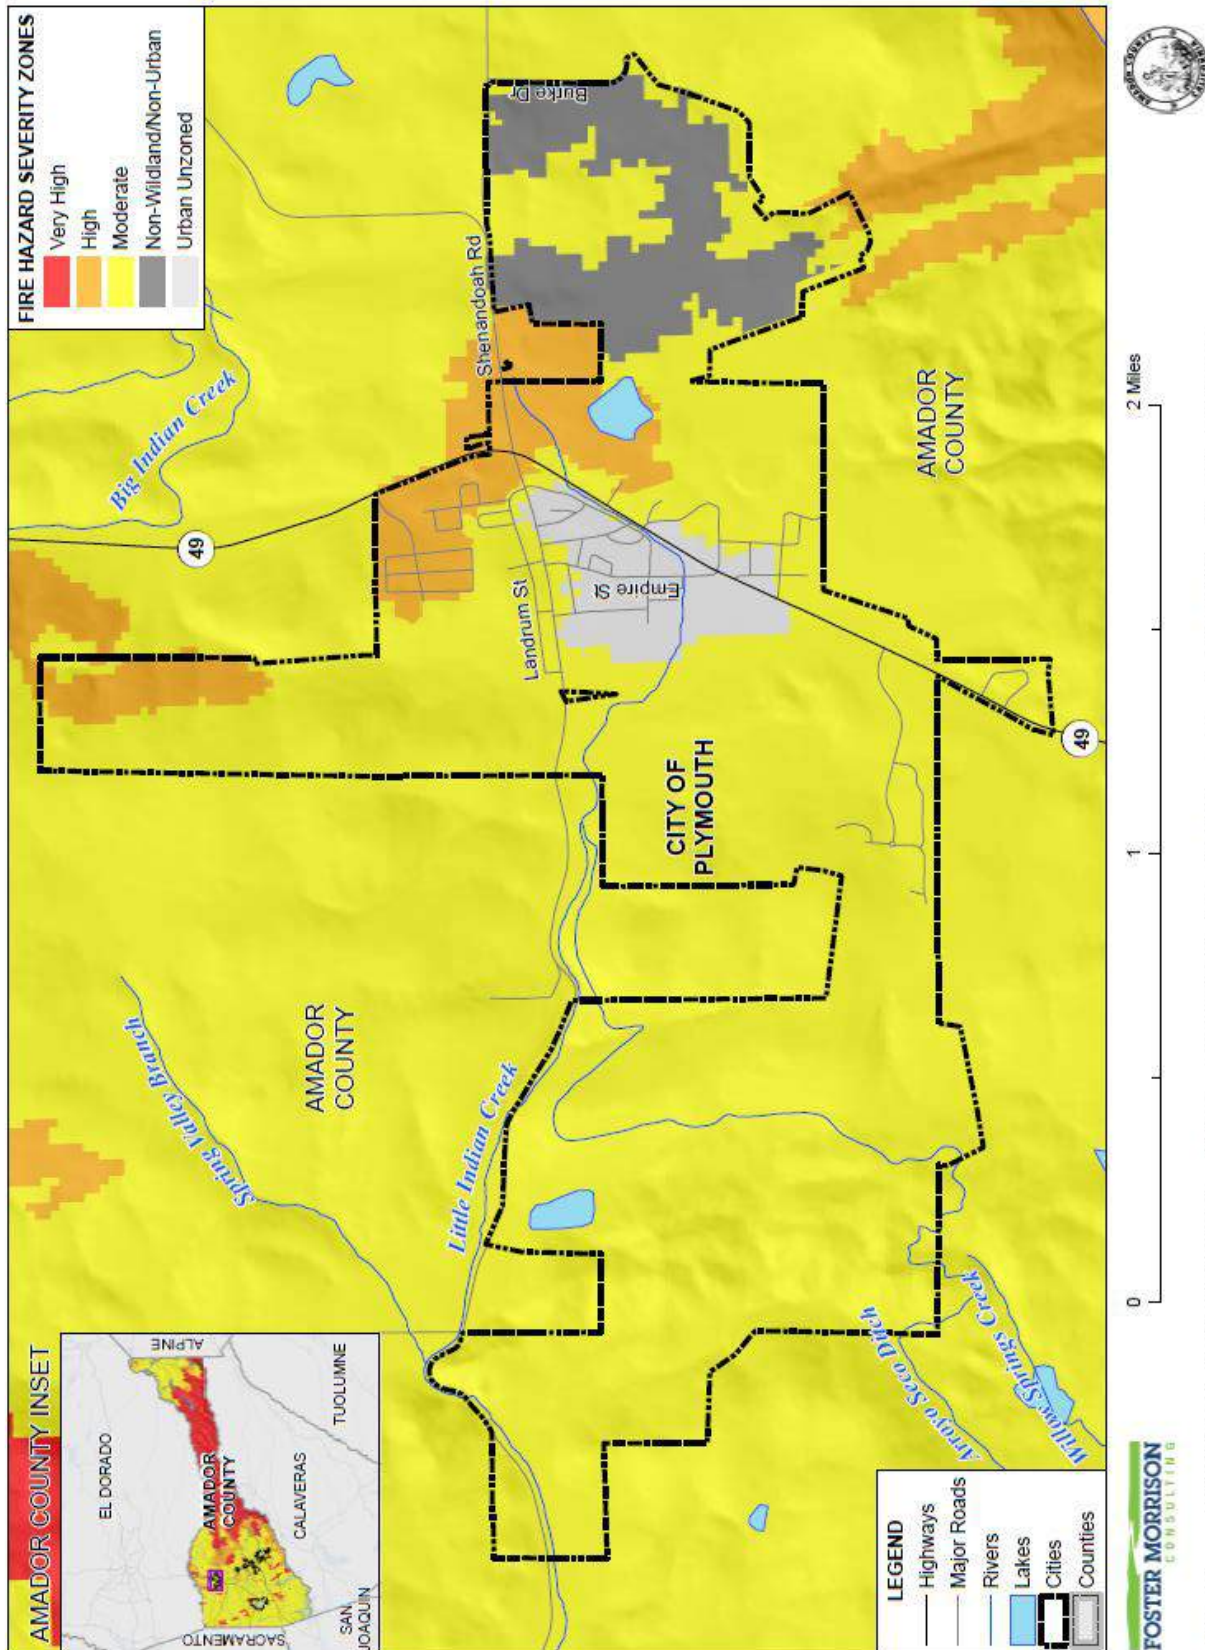 AMADOR COUNTY INSET
EL DORADO
ALPINE
AMADOR
COUNTY
CALAVERAS
TUOLUMNE
SACRAMENTO
SAN
JOAQUIN
FIRE HAZARD SEVERITY ZONES
Very High
High
Moderate
Non-Wildland/Non-Urban
Urban Unzoned
Big Indian Creek
49
Spring Valley Branch
AMADOR
COUNTY
Little Indian Creek
Landrum St
Shenandoah Rd
Burke Dr
Empire St
CITY OF
PLYMOUTH
AMADOR
COUNTY
49
Arroyo Seco Ditch
Willow Springs Creek
LEGEND
Highways
Major Roads
Rivers
Lakes
Cities
Counties
FOSTER MORRISON
CONSULTING
0
1
2 Miles
AMADOR COUNTY